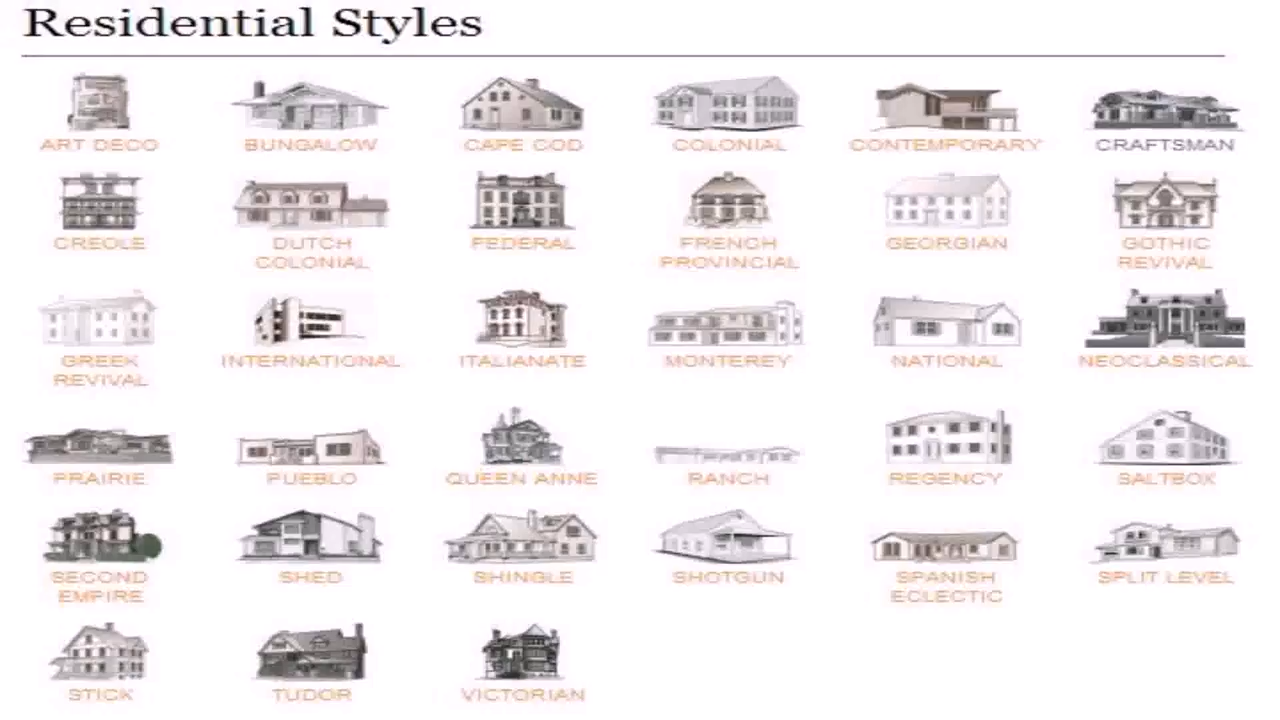 Residential Styles
ART DECO
BUNGALOW
CAPE COD
COLONIAL
CONTEMPORARY
CRAFTSMAN
CREOLE
DUTCH
COLONIAL
FEDERAL
FRENCH
PROVINCIAL
GEORGIAN
GOTHIC
REVIVAL
GREEK
REVIVAL
INTERNATIONAL
ITALIANATE
MONTEREY
NATIONAL
NEOCLASSICAL
PRAIRIE
PUEBLO
QUEEN ANNE
RANCH
REGENCY
SALTBOX
SECOND
EMPIRE
SHED
SHINGLE
SHOTGUN
SPANISH
ECLECTIC
SPLIT LEVEL
STICK
TUDOR
VICTORIAN